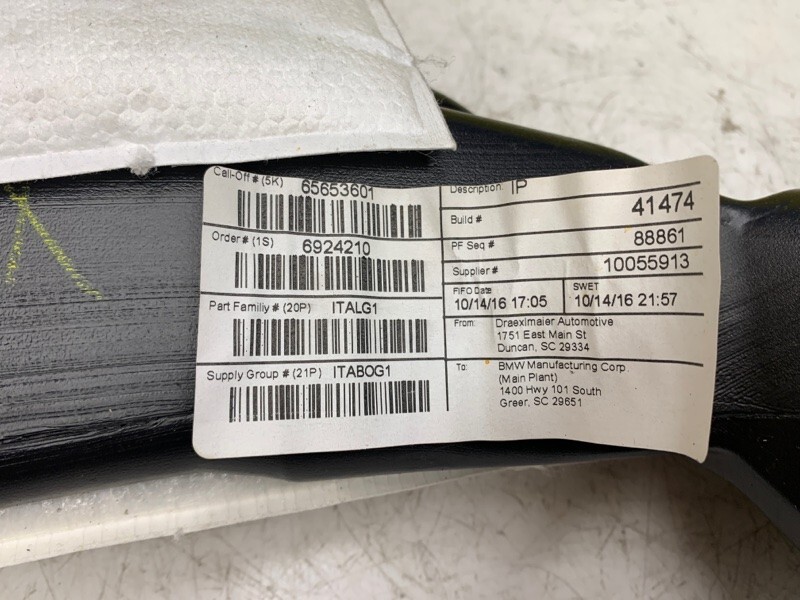 Call-Off # (5K) 65653601
Order # (1S) 6924210
Part Familiy # (20P) ITALG1
Supply Group # (21P) ITABOG1
Description: IP
Build # 41474
PF Seq # 88861
Supplier # 10055913
FIFO Date
10/14/16 17:05
SWET
10/14/16 21:57
From: Draexlmaier Automotive
1751 East Main St
Duncan, SC 29334
To: BMW Manufacturing Corp.
(Main Plant)
1400 Hwy 101 South
Greer, SC 29651